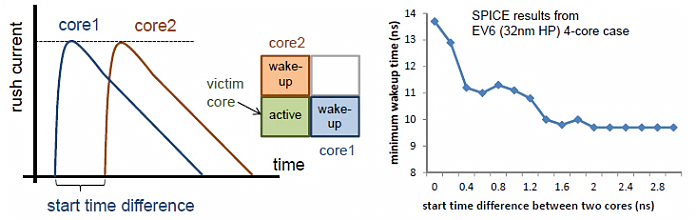 core1
core2
rush current
time
start time difference
core2
wake-
up
victim
core
active
wake-
up
core1
SPICE results from
EV6 (32nm HP) 4-core case
minimum wakeup time (ns)
14
13
12
11
10
9
8
0
0.4
0.8
1.2
1.6
2
2.4
2.8
start time difference between two cores (ns)